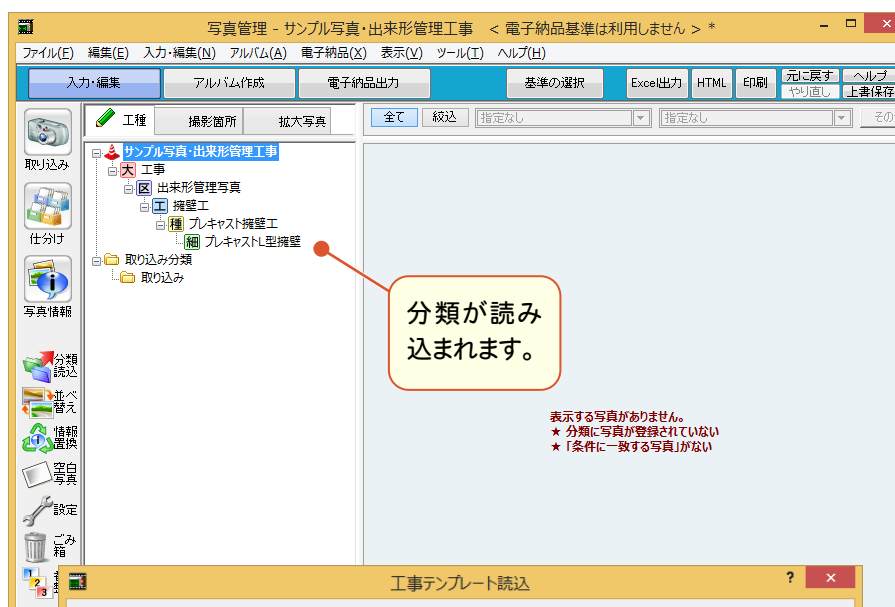 写真管理 - サンプル写真・出来形管理工事 < 電子納品基準は利用しません > *
ファイル(F) 編集(E) 入力・編集(N) アルバム(A) 電子納品(X) 表示(V) ツール(T) ヘルプ(H)
入力・編集 アルバム作成 電子納品出力 基準の選択 Excel出力 HTML 印刷 元に戻す ヘルプ
やり直し 上書保存
工種 撮影箇所 拡大写真 全て 絞込 指定なし 指定なし その
取り込み
仕分け
写真情報
分類
読込
並べ
替え
情報
置換
空白
写真
設定
ごみ
箱
1
2
3
サンプル写真・出来形管理工事
大 工事
区 出来形管理写真
工 擁壁工
種 プレキャスト擁壁工
細 プレキャストL型擁壁
取り込み分類
取り込み
分類が読み
込まれます。
表示する写真がありません。
★ 分類に写真が登録されていない
★ 「条件に一致する写真」がない
工事テンプレート読込 ?